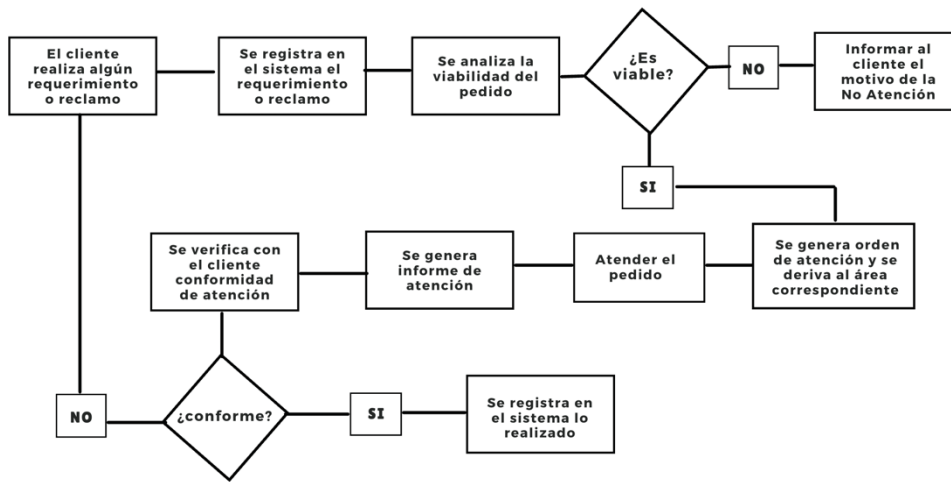 El cliente
realiza algún
requerimiento
o reclamo
Se registra en
el sistema el
requerimiento
o reclamo
Se analiza la
viabilidad del
pedido
¿Es
viable?
NO
Informar al
cliente el
motivo de la
No Atención
SI
Se verifica con
el cliente
conformidad
de atención
Se genera
informe de
atención
Atender el
pedido
Se genera orden
de atención y se
deriva al área
correspondiente
NO
¿conforme?
SI
Se registra en
el sistema lo
realizado